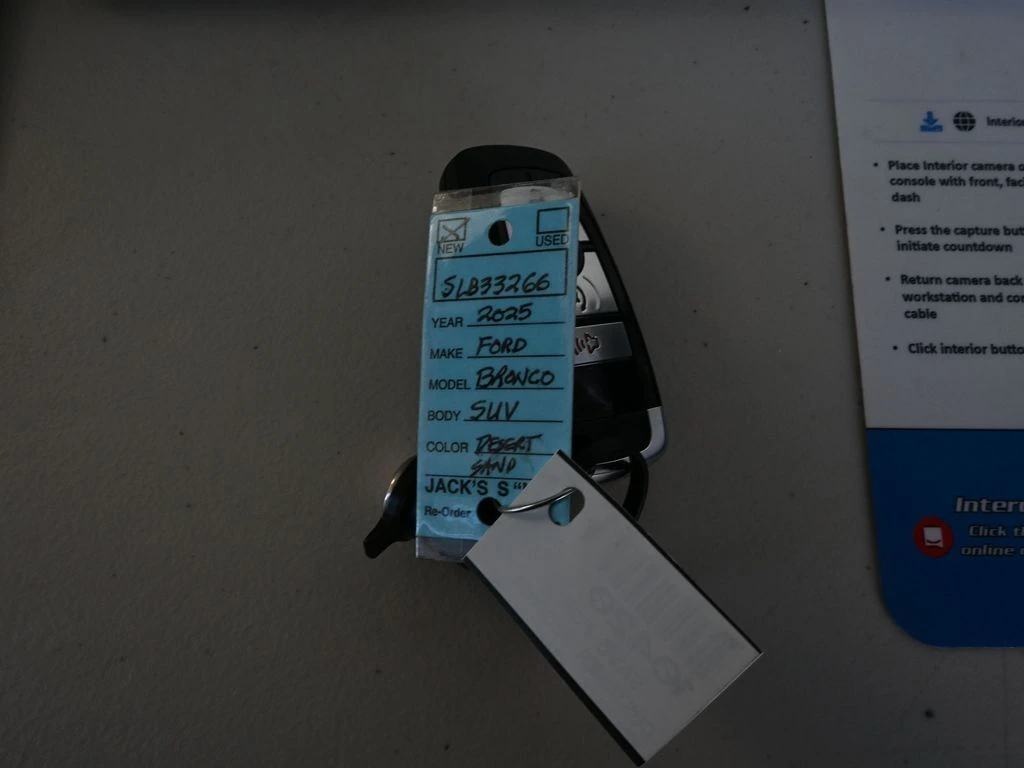 NEW
USED
SLB33266
YEAR 2025
MAKE FORD
MODEL BRONCO
BODY SUV
COLOR DESERT
SAND
JACK'S S
Re-Order
Interior
• Place Interior camera
console with front,
dash
• Press the capture
initiate countdown
• Return camera back
workstation and
cable
• Click interior
Click
online